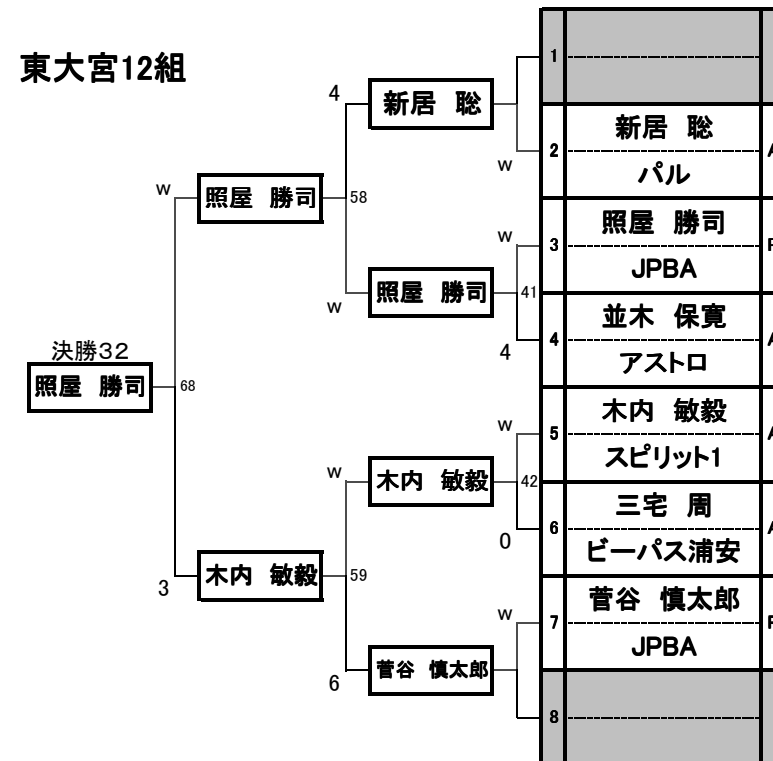 東大宮12組
1
4
新居 聡
2
新居 聡
パル
A
w
w
照屋 勝司
58
w
3
照屋 勝司
JPBA
照屋 勝司
41
w
4
並木 保寛
アストロ
A
4
決勝32
照屋 勝司
68
w
5
木内 敏毅
スピリット1
A
w
木内 敏毅
42
6
三宅 周
ビーパス浦安
A
0
木内 敏毅
59
3
w
7
菅谷 慎太郎
JPBA
菅谷 慎太郎
6
8